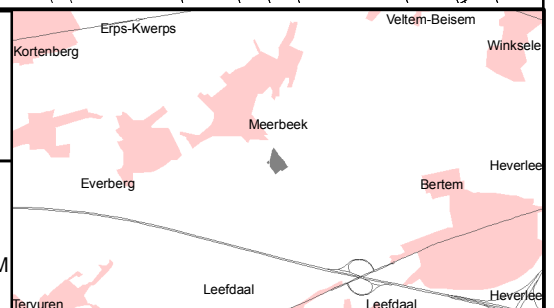 Veltem-Beisem
Erps-Kwerps
Kortenberg
Winksele
Meerbeek
Heverlee
Everberg
Bertem
M
Leefdaal
Heverlee
Tervuren
Leefdaal